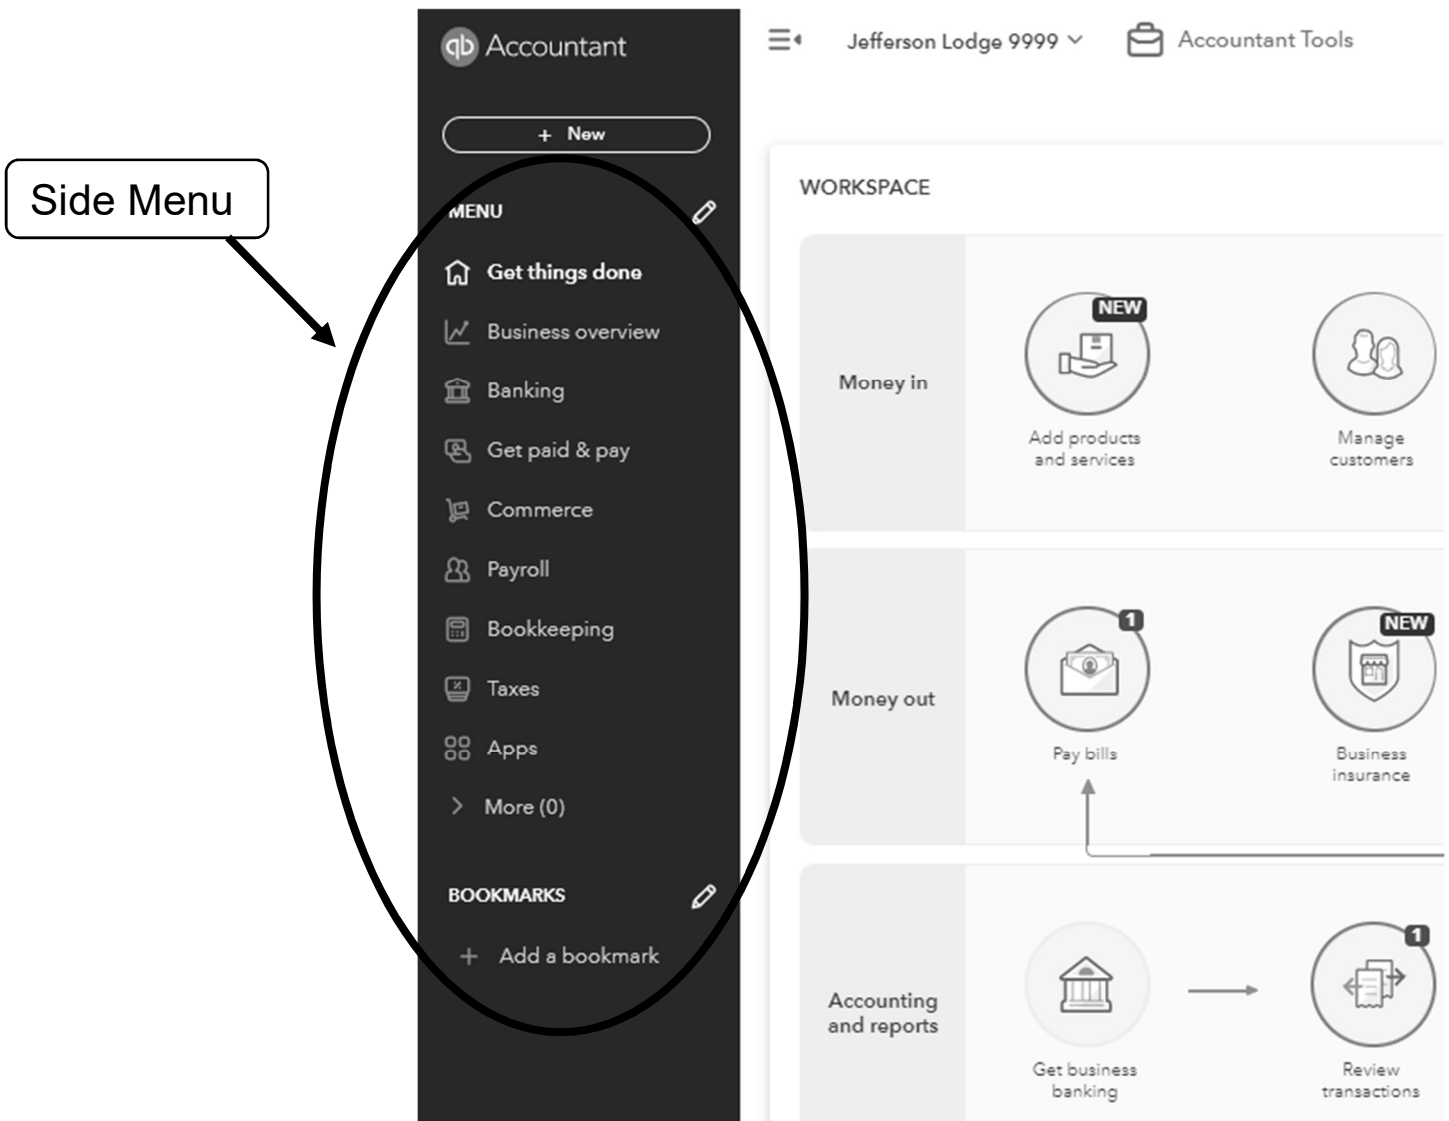 qb Accountant
Jefferson Lodge 9999
Accountant Tools
+ New
Side Menu
MENU
Get things done
Business overview
Banking
Get paid & pay
Commerce
Payroll
Bookkeeping
Taxes
Apps
More (0)
BOOKMARKS
+ Add a bookmark
WORKSPACE
Money in
NEW
Add products
and services
Manage
customers
Money out
1
Pay bills
NEW
Business
insurance
Accounting
and reports
Get business
banking
1
Review
transactions